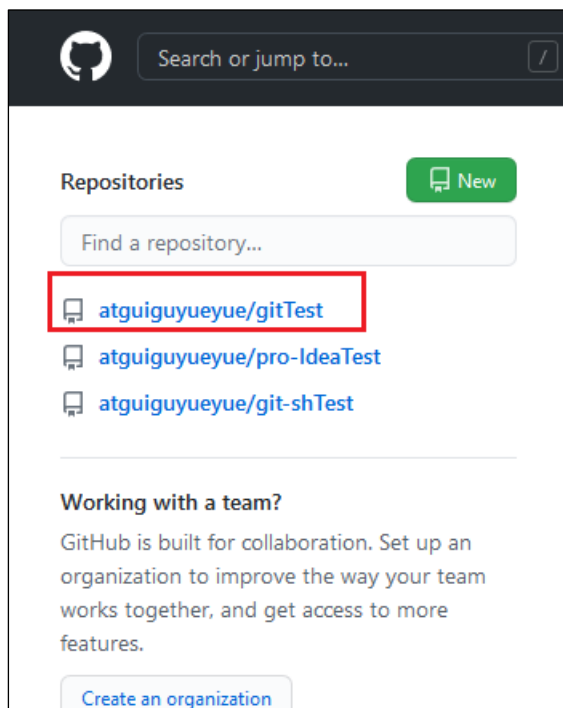 Search or jump to... /
Repositories
New
Find a repository...
atguiguyueyue/gitTest
atguiguyueyue/pro-IdeaTest
atguiguyueyue/git-shTest
Working with a team?
GitHub is built for collaboration. Set up an
organization to improve the way your team
works together, and get access to more
features.
Create an organization